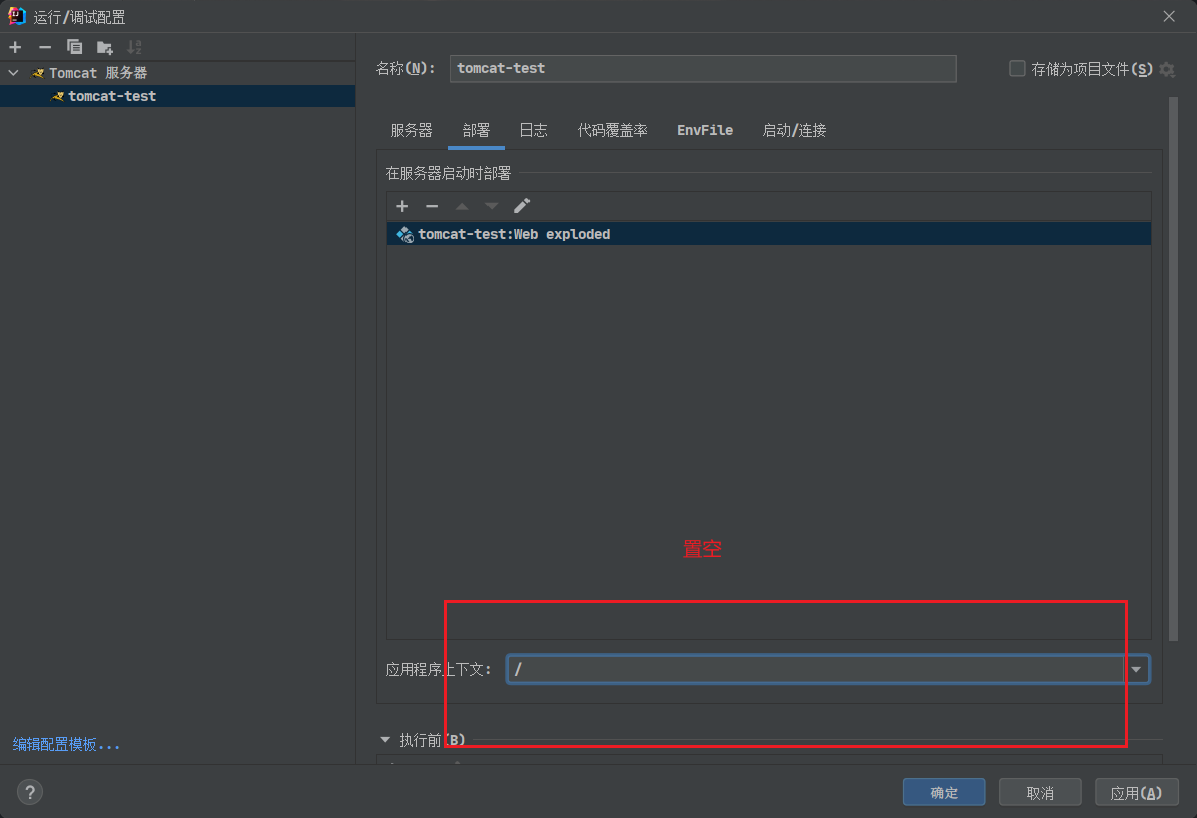 运行/调试配置
Tomcat 服务器
tomcat-test
编辑配置模板...
名称(N): tomcat-test 存储为项目文件(S)
服务器 部署 日志 代码覆盖率 EnvFile 启动/连接
在服务器启动时部署
tomcat-test:Web exploded
置空
应用程序上下文: /
执行前(B)
? 确定 取消 应用(A)